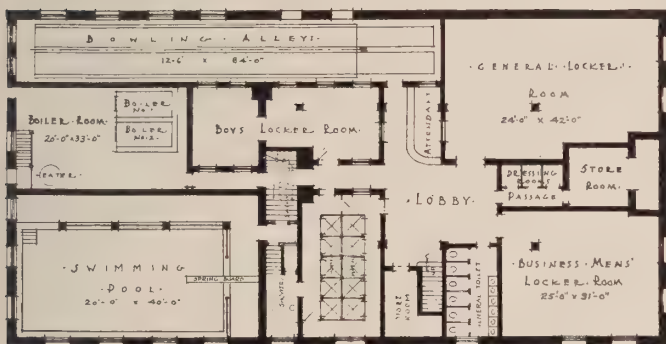 BOWLING · ALLEYS
12'-6" x 84'-0"
· GENERAL · LOCKER ·
ROOM
24'-0" x 42'-0"
BOILER · ROOM ·
20'-0" x 33'-0"
BOILER
NO. 1.
BOILER
NO. 2.
HEATER
BOYS LOCKER ROOM ·
ATTENDANT
DRESSING
ROOMS
PASSAGE
STORE
ROOM ·
· LOBBY ·
· SWIMMING
· POOL ·
20'-0" x 40'-0"
SPRING BOARD
SHOWERS
STORE
ROOM
GENERAL TOILET
· BUSINESS · MENS'
LOCKER · ROOM
25'-0" x 31'-0"